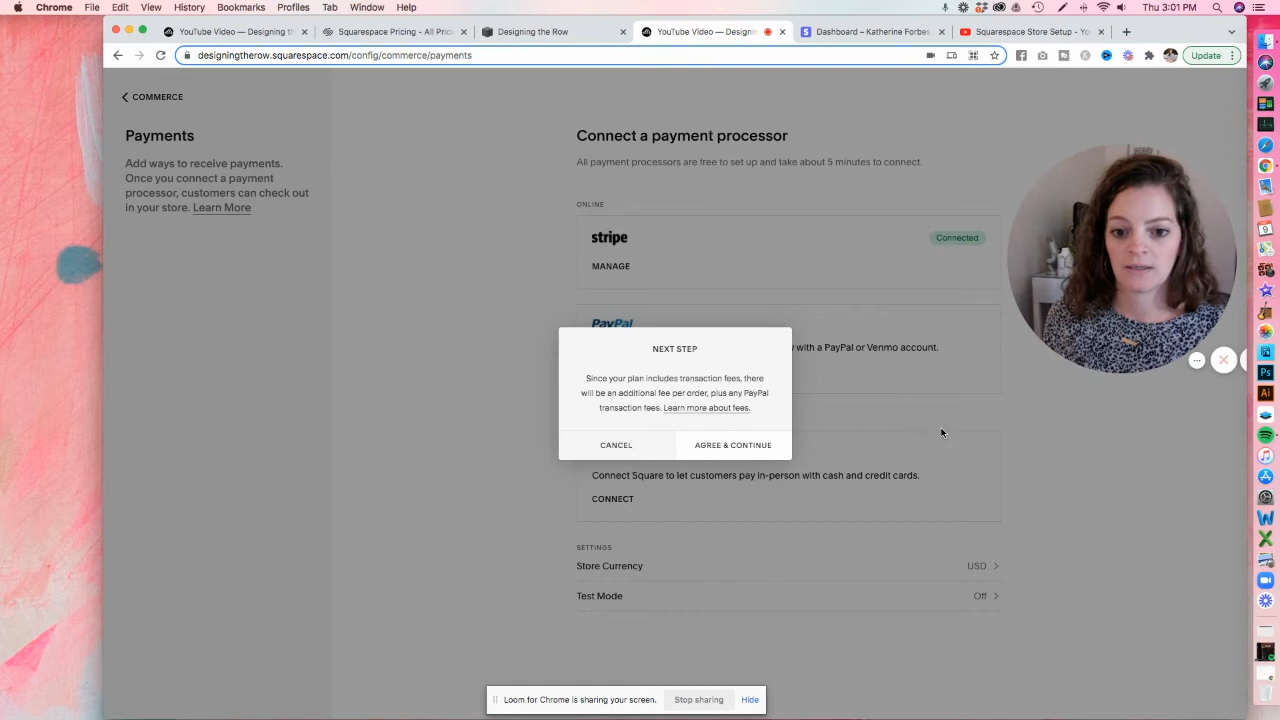 Chrome File Edit View History Bookmarks Profiles Tab Window Help
Thu 3:01 PM
YouTube Video — Designing th
Squarespace Pricing - All Prici
Designing the Row
YouTube Video — Designin
Dashboard – Katherine Forbes
Squarespace Store Setup - Yo
designingtherow.squarespace.com/config/commerce/payments
Update
COMMERCE
Payments
Add ways to receive payments.
Once you connect a payment
processor, customers can check out
in your store. Learn More
Connect a payment processor
All payment processors are free to set up and take about 5 minutes to connect.
ONLINE
stripe
Connected
MANAGE
PayPal
y with a PayPal or Venmo account.
NEXT STEP
Since your plan includes transaction fees, there
will be an additional fee per order, plus any PayPal
transaction fees. Learn more about fees.
CANCEL
AGREE & CONTINUE
Connect Square to let customers pay in-person with cash and credit cards.
CONNECT
SETTINGS
Store Currency
USD
Test Mode
Off
Loom for Chrome is sharing your screen.
Stop sharing
Hide
9
Ps
Ai